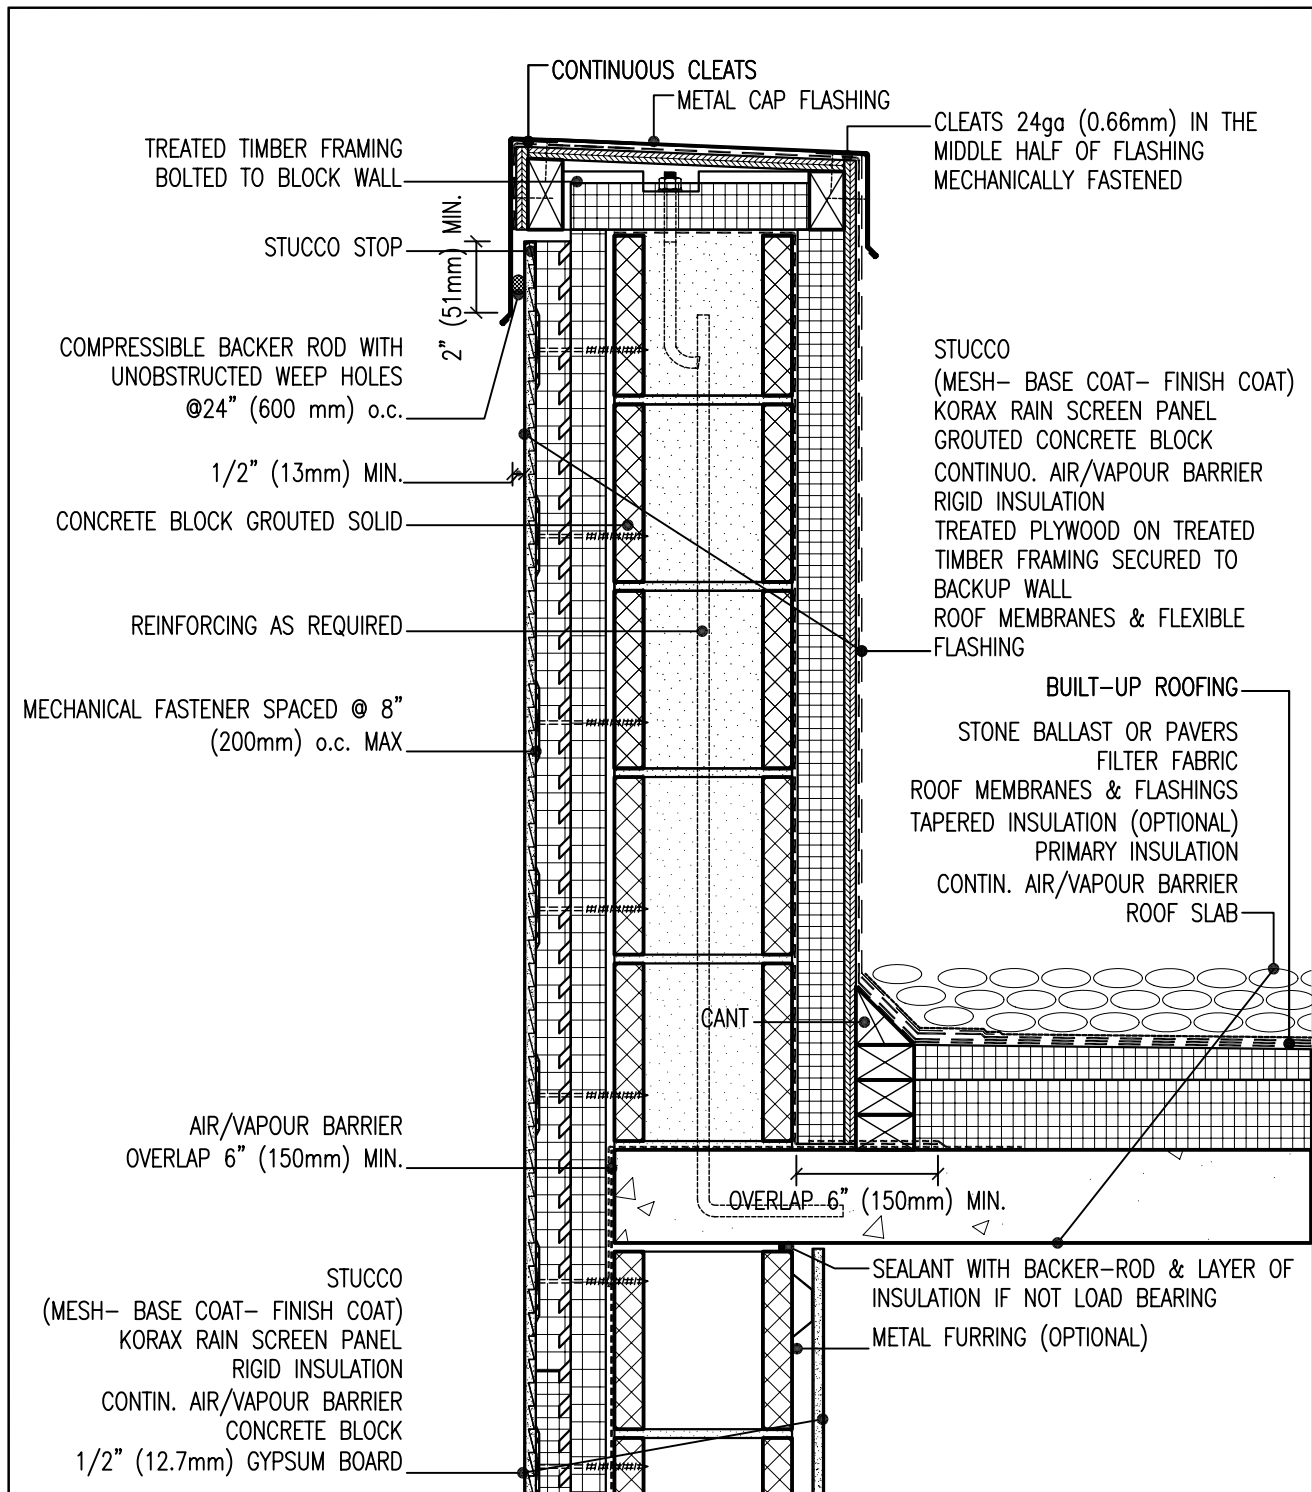 CONTINUOUS CLEATS
METAL CAP FLASHING
CLEATS 24ga (0.66mm) IN THE
MIDDLE HALF OF FLASHING
MECHANICALLY FASTENED
TREATED TIMBER FRAMING
BOLTED TO BLOCK WALL
STUCCO STOP
2" (51mm) MIN.
COMPRESSIBLE BACKER ROD WITH
UNOBSTRUCTED WEEP HOLES
@24" (600 mm) o.c.
1/2" (13mm) MIN.
CONCRETE BLOCK GROUTED SOLID
REINFORCING AS REQUIRED
MECHANICAL FASTENER SPACED @ 8"
(200mm) o.c. MAX
STUCCO
(MESH- BASE COAT- FINISH COAT)
KORAX RAIN SCREEN PANEL
GROUTED CONCRETE BLOCK
CONTINUO. AIR/VAPOUR BARRIER
RIGID INSULATION
TREATED PLYWOOD ON TREATED
TIMBER FRAMING SECURED TO
BACKUP WALL
ROOF MEMBRANES & FLEXIBLE
FLASHING
BUILT-UP ROOFING
STONE BALLAST OR PAVERS
FILTER FABRIC
ROOF MEMBRANES & FLASHINGS
TAPERED INSULATION (OPTIONAL)
PRIMARY INSULATION
CONTIN. AIR/VAPOUR BARRIER
ROOF SLAB
CANT
AIR/VAPOUR BARRIER
OVERLAP 6" (150mm) MIN.
OVERLAP 6" (150mm) MIN.
SEALANT WITH BACKER-ROD & LAYER OF
INSULATION IF NOT LOAD BEARING
METAL FURRING (OPTIONAL)
STUCCO
(MESH- BASE COAT- FINISH COAT)
KORAX RAIN SCREEN PANEL
RIGID INSULATION
CONTIN. AIR/VAPOUR BARRIER
CONCRETE BLOCK
1/2" (12.7mm) GYPSUM BOARD